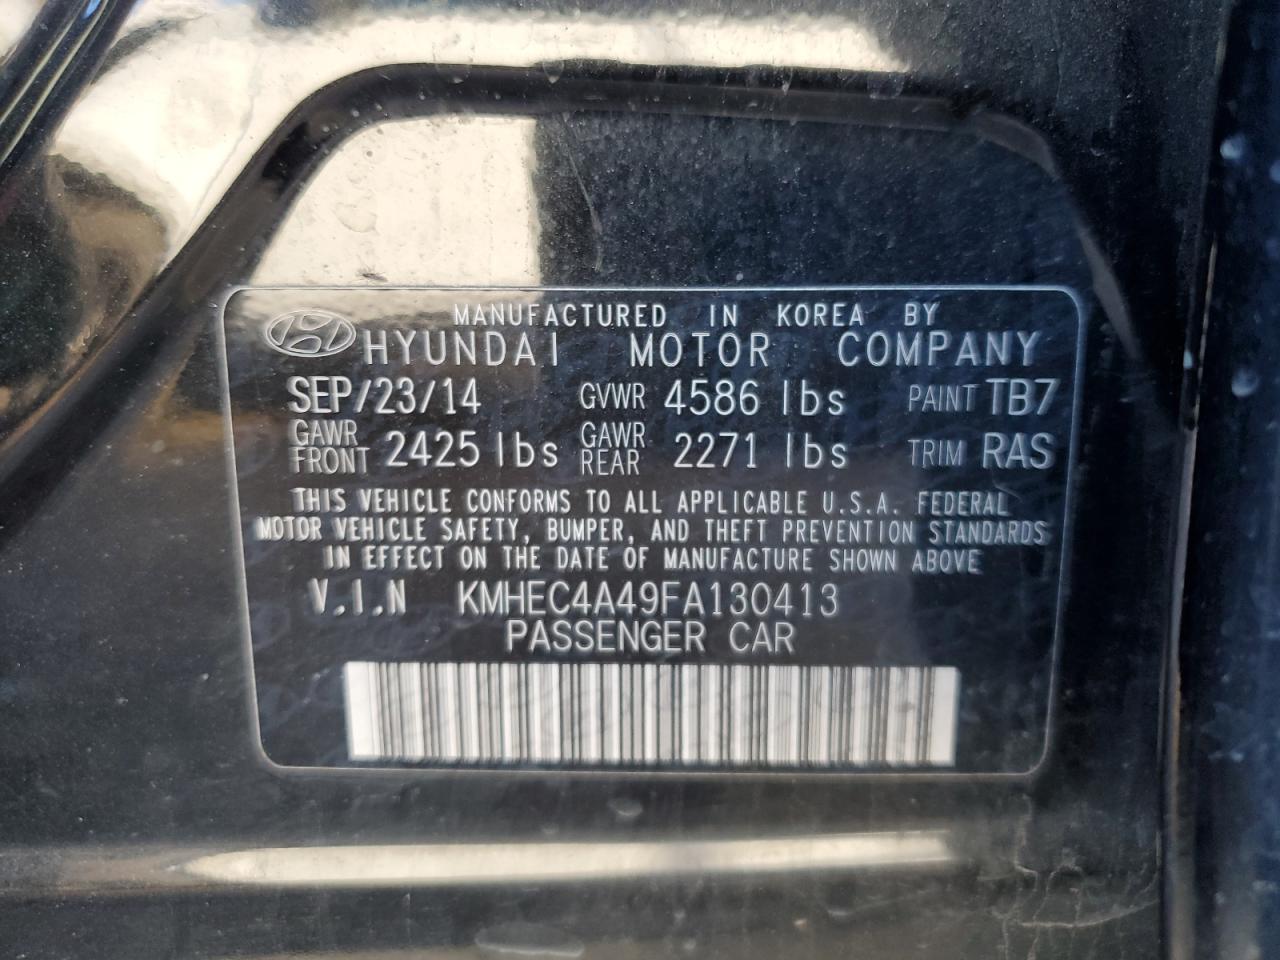 MANUFACTURED IN KOREA BY
HYUNDAI MOTOR COMPANY
SEP/23/14 GVWR 4586 lbs PAINT TB7
GAWR FRONT 2425 lbs GAWR REAR 2271 lbs TRIM RAS
THIS VEHICLE CONFORMS TO ALL APPLICABLE U.S.A. FEDERAL
MOTOR VEHICLE SAFETY, BUMPER, AND THEFT PREVENTION STANDARDS
IN EFFECT ON THE DATE OF MANUFACTURE SHOWN ABOVE
V.I.N KMHEC4A49FA130413
PASSENGER CAR